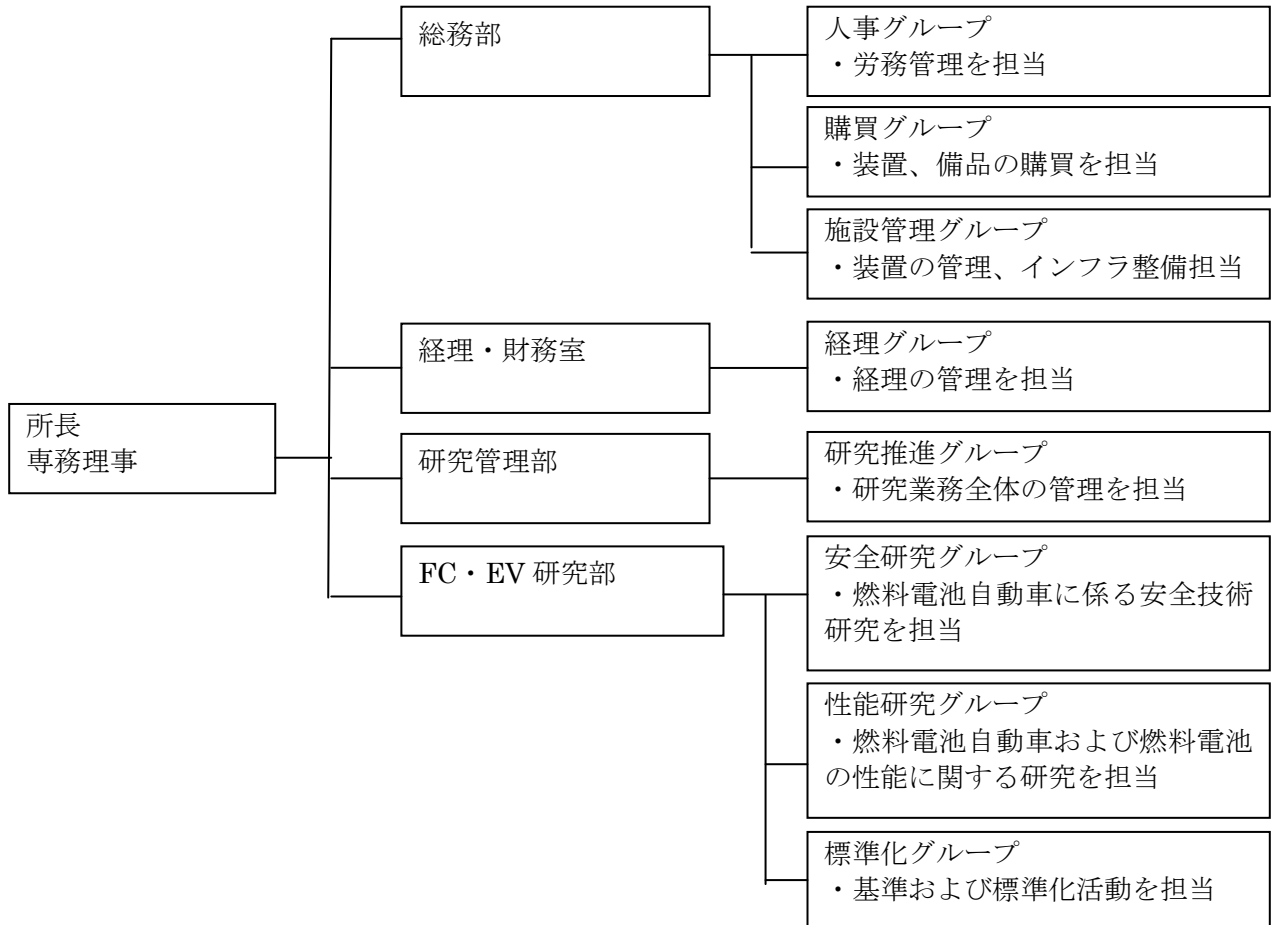 総務部
人事グループ
・労務管理を担当
購買グループ
・装置、備品の購買を担当
施設管理グループ
・装置の管理、インフラ整備担当
経理・財務室
経理グループ
・経理の管理を担当
所長
専務理事
研究管理部
研究推進グループ
・研究業務全体の管理を担当
FC・EV 研究部
安全研究グループ
・燃料電池自動車に係る安全技術
研究を担当
性能研究グループ
・燃料電池自動車および燃料電池
の性能に関する研究を担当
標準化グループ
・基準および標準化活動を担当